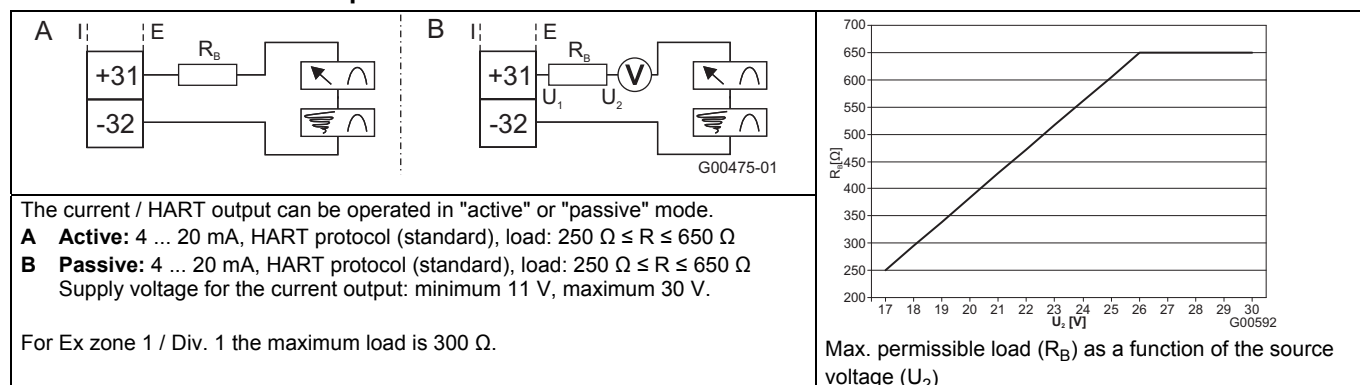 A I E
R_B
+31
-32
B I E
R_B
+31
V
U_1 U_2
-32
G00475-01
The current / HART output can be operated in "active" or "passive" mode.
A Active: 4 ... 20 mA, HART protocol (standard), load: 250 Ω ≤ R ≤ 650 Ω
B Passive: 4 ... 20 mA, HART protocol (standard), load: 250 Ω ≤ R ≤ 650 Ω
Supply voltage for the current output: minimum 11 V, maximum 30 V.
For Ex zone 1 / Div. 1 the maximum load is 300 Ω.
700
650
600
550
500
450
400
350
300
250
200
R_B[Ω]
17 18 19 20 21 22 23 24 25 26 27 28 29 30
U_2 [V]
G00592
Max. permissible load (R_B) as a function of the source
voltage (U_2)